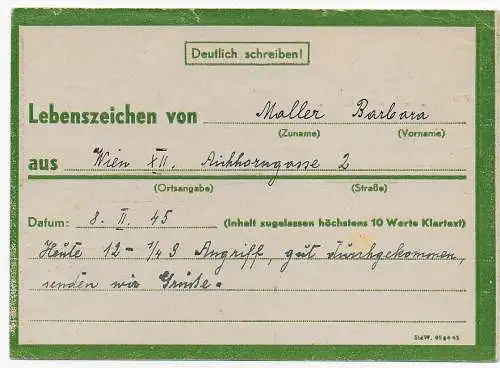 Deutlich schreiben!
Lebenszeichen von Maller Barbara
(Zuname) (Vorname)
aus Wien XII. Aichhorngasse 2
(Ortsangabe) (Straße)
Datum: 8. II. 45 (Inhalt zugelassen höchstens 10 Worte Klartext)
Heute 12 - 1/4 3 Angriff, gut durchgekommen,
senden wir Grüße.